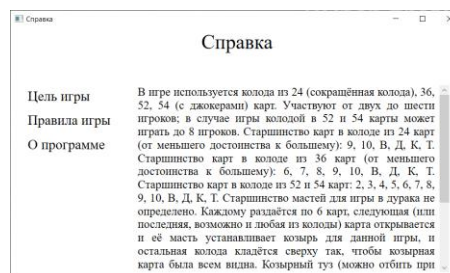 Справка
Справка
Цель игры
Правила игры
О программе
В игре используется колода из 24 (сокращённая колода), 36,
52, 54 (с джокерами) карт. Участвуют от двух до шести
игроков; в случае игры колодой в 52 и 54 карты может
играть до 8 игроков. Старшинство карт в колоде из 24 карт
(от меньшего достоинства к большему): 9, 10, В, Д, К, Т.
Старшинство карт в колоде из 36 карт (от меньшего
достоинства к большему): 6, 7, 8, 9, 10, В, Д, К, Т.
Старшинство карт в колоде из 52 и 54 карт: 2, 3, 4, 5, 6, 7, 8,
9, 10, В, Д, К, Т. Старшинство мастей для игры в дурака не
определено. Каждому раздаётся по 6 карт, следующая (или
последняя, возможно и любая из колоды) карта открывается
и её масть устанавливает козырь для данной игры, и
остальная колода кладётся сверху так, чтобы козырная
карта была всем видна. Козырный туз (можно отбить при